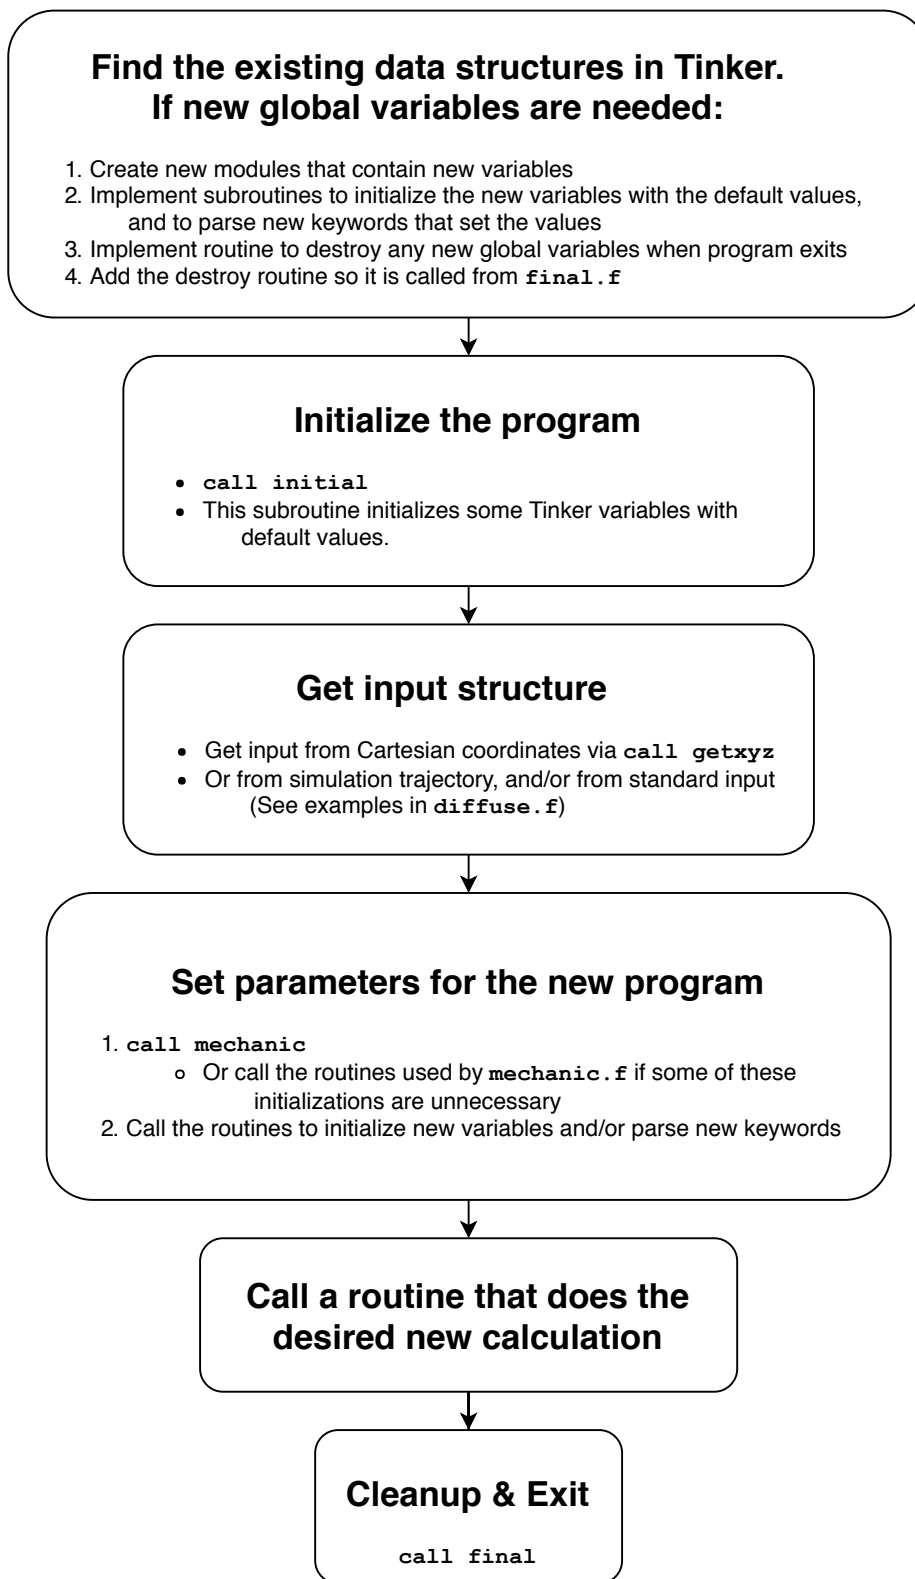 Find the existing data structures in Tinker.
If new global variables are needed:
1. Create new modules that contain new variables
2. Implement subroutines to initialize the new variables with the default values,
and to parse new keywords that set the values
3. Implement routine to destroy any new global variables when program exits
4. Add the destroy routine so it is called from final.f
Initialize the program
• call initial
• This subroutine initializes some Tinker variables with
default values.
Get input structure
• Get input from Cartesian coordinates via call getxyz
• Or from simulation trajectory, and/or from standard input
(See examples in diffuse.f)
Set parameters for the new program
1. call mechanic
o Or call the routines used by mechanic.f if some of these
initializations are unnecessary
2. Call the routines to initialize new variables and/or parse new keywords
Call a routine that does the
desired new calculation
Cleanup & Exit
call final